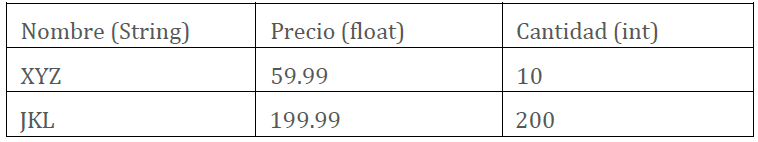 Nombre (String) Precio (float) Cantidad (int)
XYZ 59.99 10
JKL 199.99 200